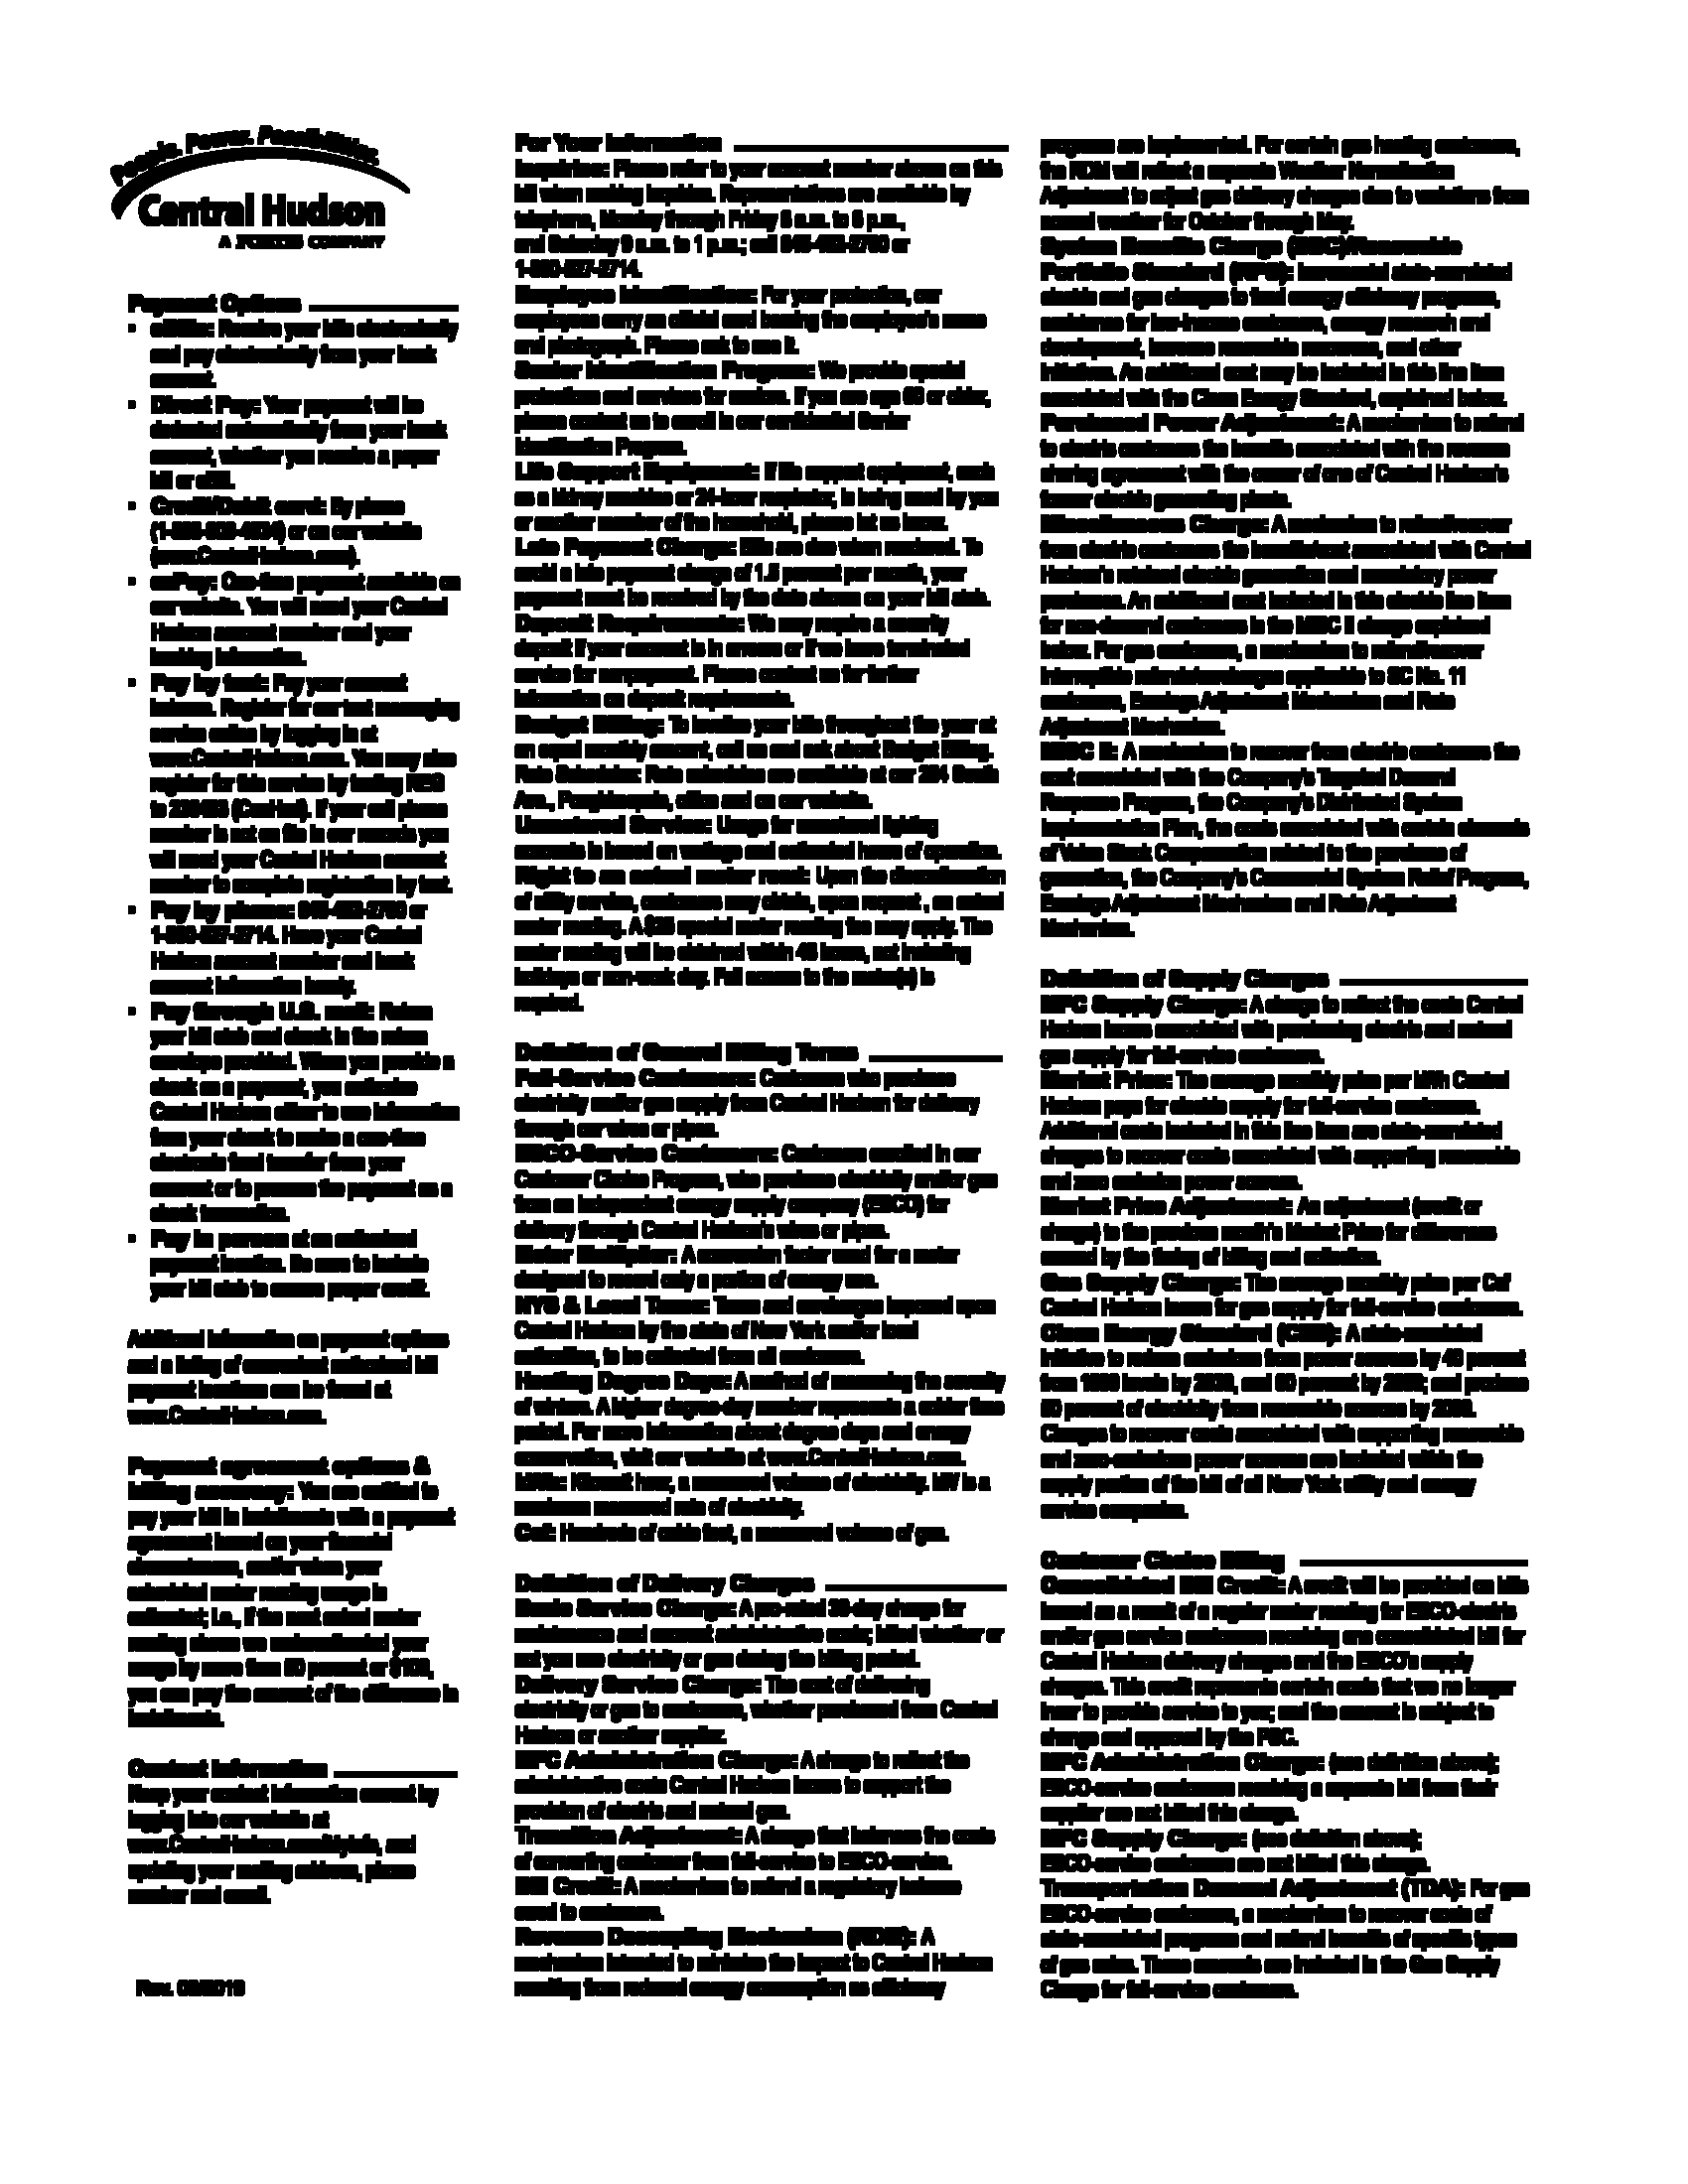 People. Power. Possibilities.
Central Hudson
A FORTIS COMPANY
Payment Options
• eBills: Receive your bills electronically
and pay electronically from your bank
account.
• Direct Pay: Your payment will be
deducted automatically from your bank
account, whether you receive a paper
bill or eBill.
• Credit/Debit card: By phone
or on our website
(www.CentralHudson.com).
• One-time payment available on
our website. You will need your Central
Hudson account number and your
banking information.
• Pay by text: Pay your account
balance. Register for our text messaging
service online by logging in at
www.CentralHudson.com. You may also
register for this service by texting REG
to 236483 (CenHud). If your cell phone
number is not on file in our records you
will need your Central Hudson account
number to complete registration by text.
• Pay by phone: 845-452-2700 or
1-800-527-2714. Have your Central
Hudson account number and bank
account information handy.
• Pay through U.S. mail: Return
your bill stub and check in the return
envelope provided. When you provide a
check as a payment, you authorize
Central Hudson either to use information
from your check to make a one-time
electronic fund transfer from your
account or to process the payment as a
check transaction.
• Pay in person at an authorized
payment location. Be sure to include
your bill stub to ensure proper credit.
Additional information on payment options
and a listing of convenient authorized bill
payment locations can be found at
www.CentralHudson.com.
Payment agreement options &
billing accuracy: You are entitled to
pay your bill in installments with a payment
agreement based on your financial
circumstances, and/or when your
scheduled meter reading usage is
estimated; i.e., if the next actual meter
reading shows we underestimated your
usage by more than 50 percent or $100,
you can pay the amount of the difference in
installments.
Contact Information
Keep your contact information current by
logging into our website at
www.CentralHudson.com/MyInfo, and
updating your mailing address, phone
number and email.
Rev.
For Your Information
Inquiries: Please refer to your account number shown on this
bill when making inquiries. Representatives are available by
telephone, Monday through Friday 8 a.m. to 6 p.m.,
and Saturday 9 a.m. to 1 p.m.; call 845-452-2700 or
1-800-527-2714.
Employee Identification: For your protection, our
employees carry an official card bearing the employee's name
and photograph. Please ask to see it.
Senior Identification Program: We provide special
protections and services for seniors. If you are age or older,
please contact us to enroll in our confidential Senior
Identification Program.
Life Support Equipment: If life support equipment, such
as a kidney machine or 24-hour respirator, is being used by you
or another member of the household, please let us know.
Late Payment Charge: Bills are due when rendered. To
avoid a late payment charge of 1.5 percent per month, your
payment must be received by the date shown on your bill stub.
Deposit Requirements: We may require a security
deposit if your account is in arrears or if we have terminated
service for nonpayment. Please contact us for further
information on deposit requirements.
Budget Billing: To levelize your bills throughout the year at
an equal monthly amount, call us and ask about Budget Billing.
Rate Schedules: Rate schedules are available at our 284 South
Ave., Poughkeepsie, office and on our website.
Unmetered Service: Usage for unmetered lighting
accounts is based on wattage and estimated hours of operation.
Right to an actual meter read: Upon the discontinuation
of utility service, customers may obtain, upon request , an actual
meter reading. A special meter reading fee may apply. The
meter reading will be obtained within 48 hours, not including
holidays or non-work day. Full access to the meter(s) is
required.
Definition of General Billing Terms
Full-Service Customers: Customers who purchase
electricity and/or gas supply from Central Hudson for delivery
through our wires or pipes.
ESCO-Service Customers: Customers enrolled in our
Customer Choice Program, who purchase electricity and/or gas
from an independent energy supply company (ESCO) for
delivery through Central Hudson's wires or pipes.
Meter Multiplier: A conversion factor used for a meter
designed to record only a portion of energy use.
NYS & Local Taxes: Taxes and surcharges imposed upon
Central Hudson by the state of New York and/or local
authorities, to be collected from all customers.
Heating Degree Days: A method of measuring the severity
of winters. A higher degree-day number represents a colder time
period. For more information about degree days and energy
conservation, visit our website at www.CentralHudson.com.
kWh: Kilowatt hour, a measured volume of electricity. kW is a
maximum measured rate of electricity.
Ccf: Hundreds of cubic feet, a measured volume of gas.
Definition of Delivery Charges
Basic Service Charge: A pro-rated 30-day charge for
maintenance and account administrative costs; billed whether or
not you use electricity or gas during the billing period.
Delivery Service Charge: The cost of delivering
electricity or gas to customers, whether purchased from Central
Hudson or another supplier.
MFC Administration Charge: A charge to reflect the
administrative costs Central Hudson incurs to support the
provision of electric and natural gas.
Transition Adjustment: A charge that balances the costs
of converting customer from full-service to ESCO-service.
Bill Credit: A mechanism to refund a regulatory balance
owed to customers.
Revenue Decoupling Mechanism (RDM): A
mechanism intended to minimize the impact to Central Hudson
resulting from reduced energy consumption as efficiency
programs are implemented. For certain gas heating customers,
the RDM will reflect a separate Weather Normalization
Adjustment to adjust gas delivery charges due to variations from
normal weather for October through May.
System Benefits Charge (SBC)/Renewable
Portfolio Standard (RPS): Incremental state-mandated
electric and gas charges to fund energy efficiency programs,
assistance for low-income customers, energy research and
development, increase renewable resources, and other
initiatives. An additional cost may be included in this line item
associated with the Clean Energy Standard, explained below.
Purchased Power Adjustment: A mechanism to refund
to electric customers the benefits associated with the revenue
sharing agreement with the owner of one of Central Hudson's
former electric generating plants.
Miscellaneous Charge: A mechanism to refund/recover
from electric customers the benefits/cost associated with Central
Hudson's retained electric generation and mandatory power
purchases. An additional cost included in this electric line item
for non-demand customers is the MISC II charge explained
below. For gas customers, a mechanism to refund/recover
interruptible refunds/surcharges applicable to SC No. 11
customers, Earnings Adjustment Mechanism and Rate
Adjustment Mechanism.
MISC II: A mechanism to recover from electric customers the
cost associated with the Company's Targeted Demand
Response Program, the Company's Distributed System
Implementation Plan, the costs associated with certain elements
of Value Stack Compensation related to the purchase of
generation, the Company's Commercial System Relief Program,
Earnings Adjustment Mechanism and Rate Adjustment
Mechanism.
Definition of Supply Charges
MFC Supply Charge: A charge to reflect the costs Central
Hudson incurs associated with purchasing electric and natural
gas supply for full-service customers.
Market Price: The average monthly price per kWh Central
Hudson pays for electric supply for full-service customers.
Additional costs included in this line item are state-mandated
charges to recover costs associated with supporting renewable
and zero emission power sources.
Market Price Adjustment: An adjustment (credit or
charge) to the previous month's Market Price for differences
caused by the timing of billing and collection.
Gas Supply Charge: The average monthly price per Ccf
Central Hudson incurs for gas supply for full-service customers.
Clean Energy Standard (CES): A state-mandated
initiative to reduce emissions from power sources by 40 percent
from 1990 levels by 2030, and 80 percent by 2050; and produce
50 percent of electricity from renewable sources by 2030.
Charges to recover costs associated with supporting renewable
and zero-emissions power sources are included within the
supply portion of the bill of all New York utility and energy
service companies.
Customer Choice Billing
Consolidated Bill Credit: A credit will be provided on bills
issued as a result of a regular meter reading for ESCO-electric
and/or gas service customers receiving one consolidated bill for
Central Hudson delivery charges and the ESCO's supply
charges. This credit represents certain costs that we no longer
incur to provide service to you; and the amount is subject to
change and approval by the PSC.
MFC Administration Charge: (see definition above);
ESCO-service customers receiving a separate bill from their
supplier are not billed this charge.
MFC Supply Charge: (see definition above);
ESCO-service customers are not billed this charge.
Transportation Demand Adjustment (TDA): For gas
ESCO-service customers, a mechanism to recover costs of
state-mandated programs and refund benefits of specific types
of gas sales. These amounts are included in the Gas Supply
Charge for full-service customers.